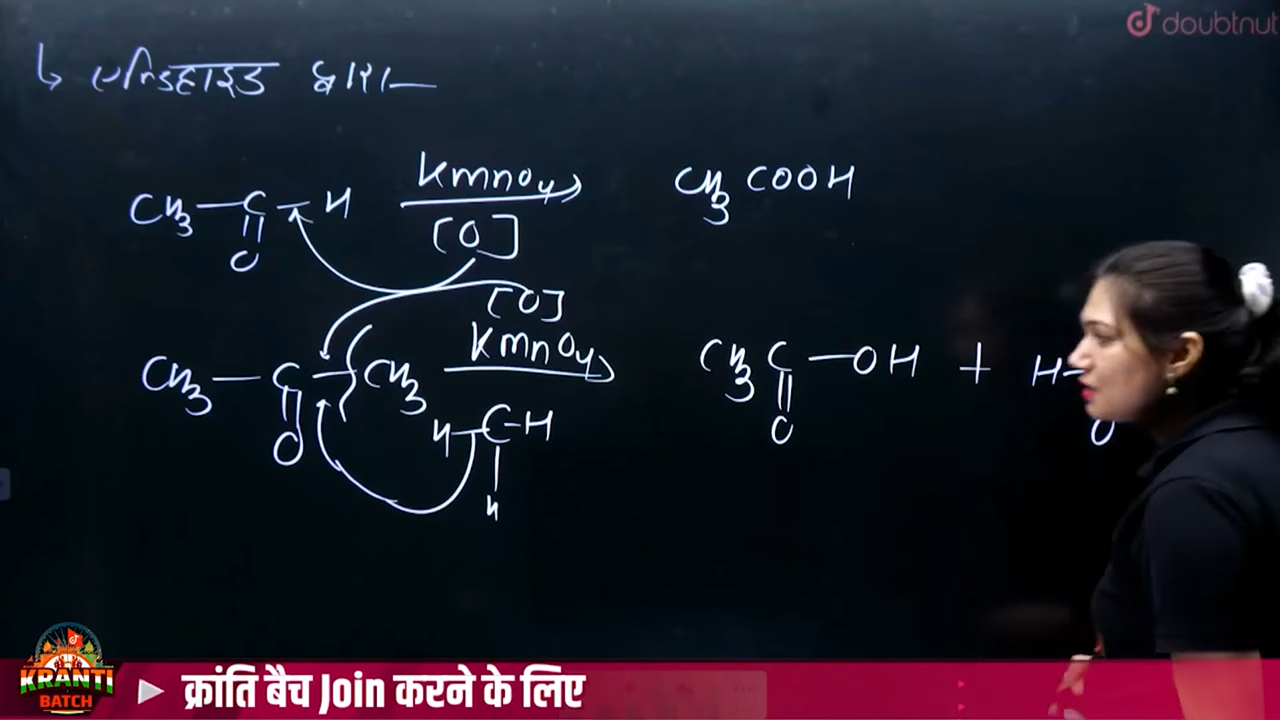 doubtnut
↳ एल्डिहाइड द्वारा—
CH3—C—H KMnO4 CH3COOH
O [O]
[O]
CH3—C—CH3 KMnO4 CH3C—OH + H—
O H—C—H O O
H
KRANTI BATCH
क्रांति बैच Join करने के लिए